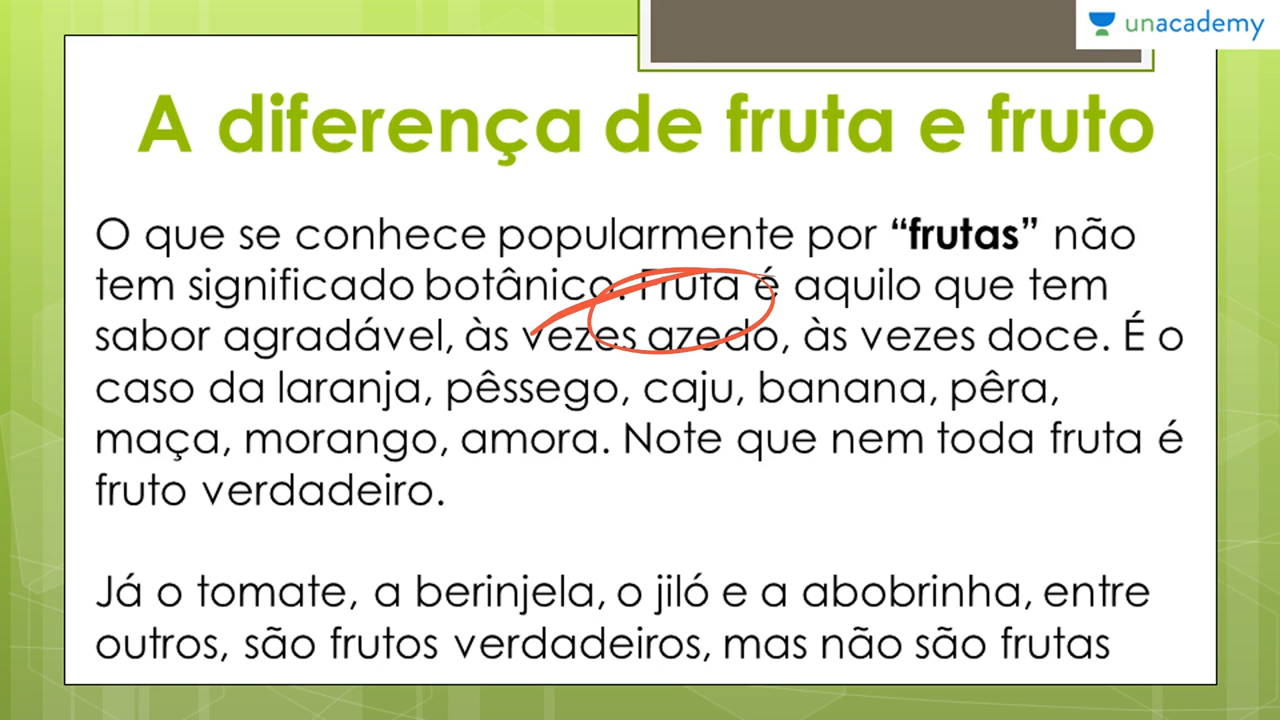 unacademy
A diferença de fruta e fruto
O que se conhece popularmente por “frutas” não
tem significado botânico. Fruta é aquilo que tem
sabor agradável, às vezes azedo, às vezes doce. É o
caso da laranja, pêssego, caju, banana, pêra,
maça, morango, amora. Note que nem toda fruta é
fruto verdadeiro.
Já o tomate, a berinjela, o jiló e a abobrinha, entre
outros, são frutos verdadeiros, mas não são frutas